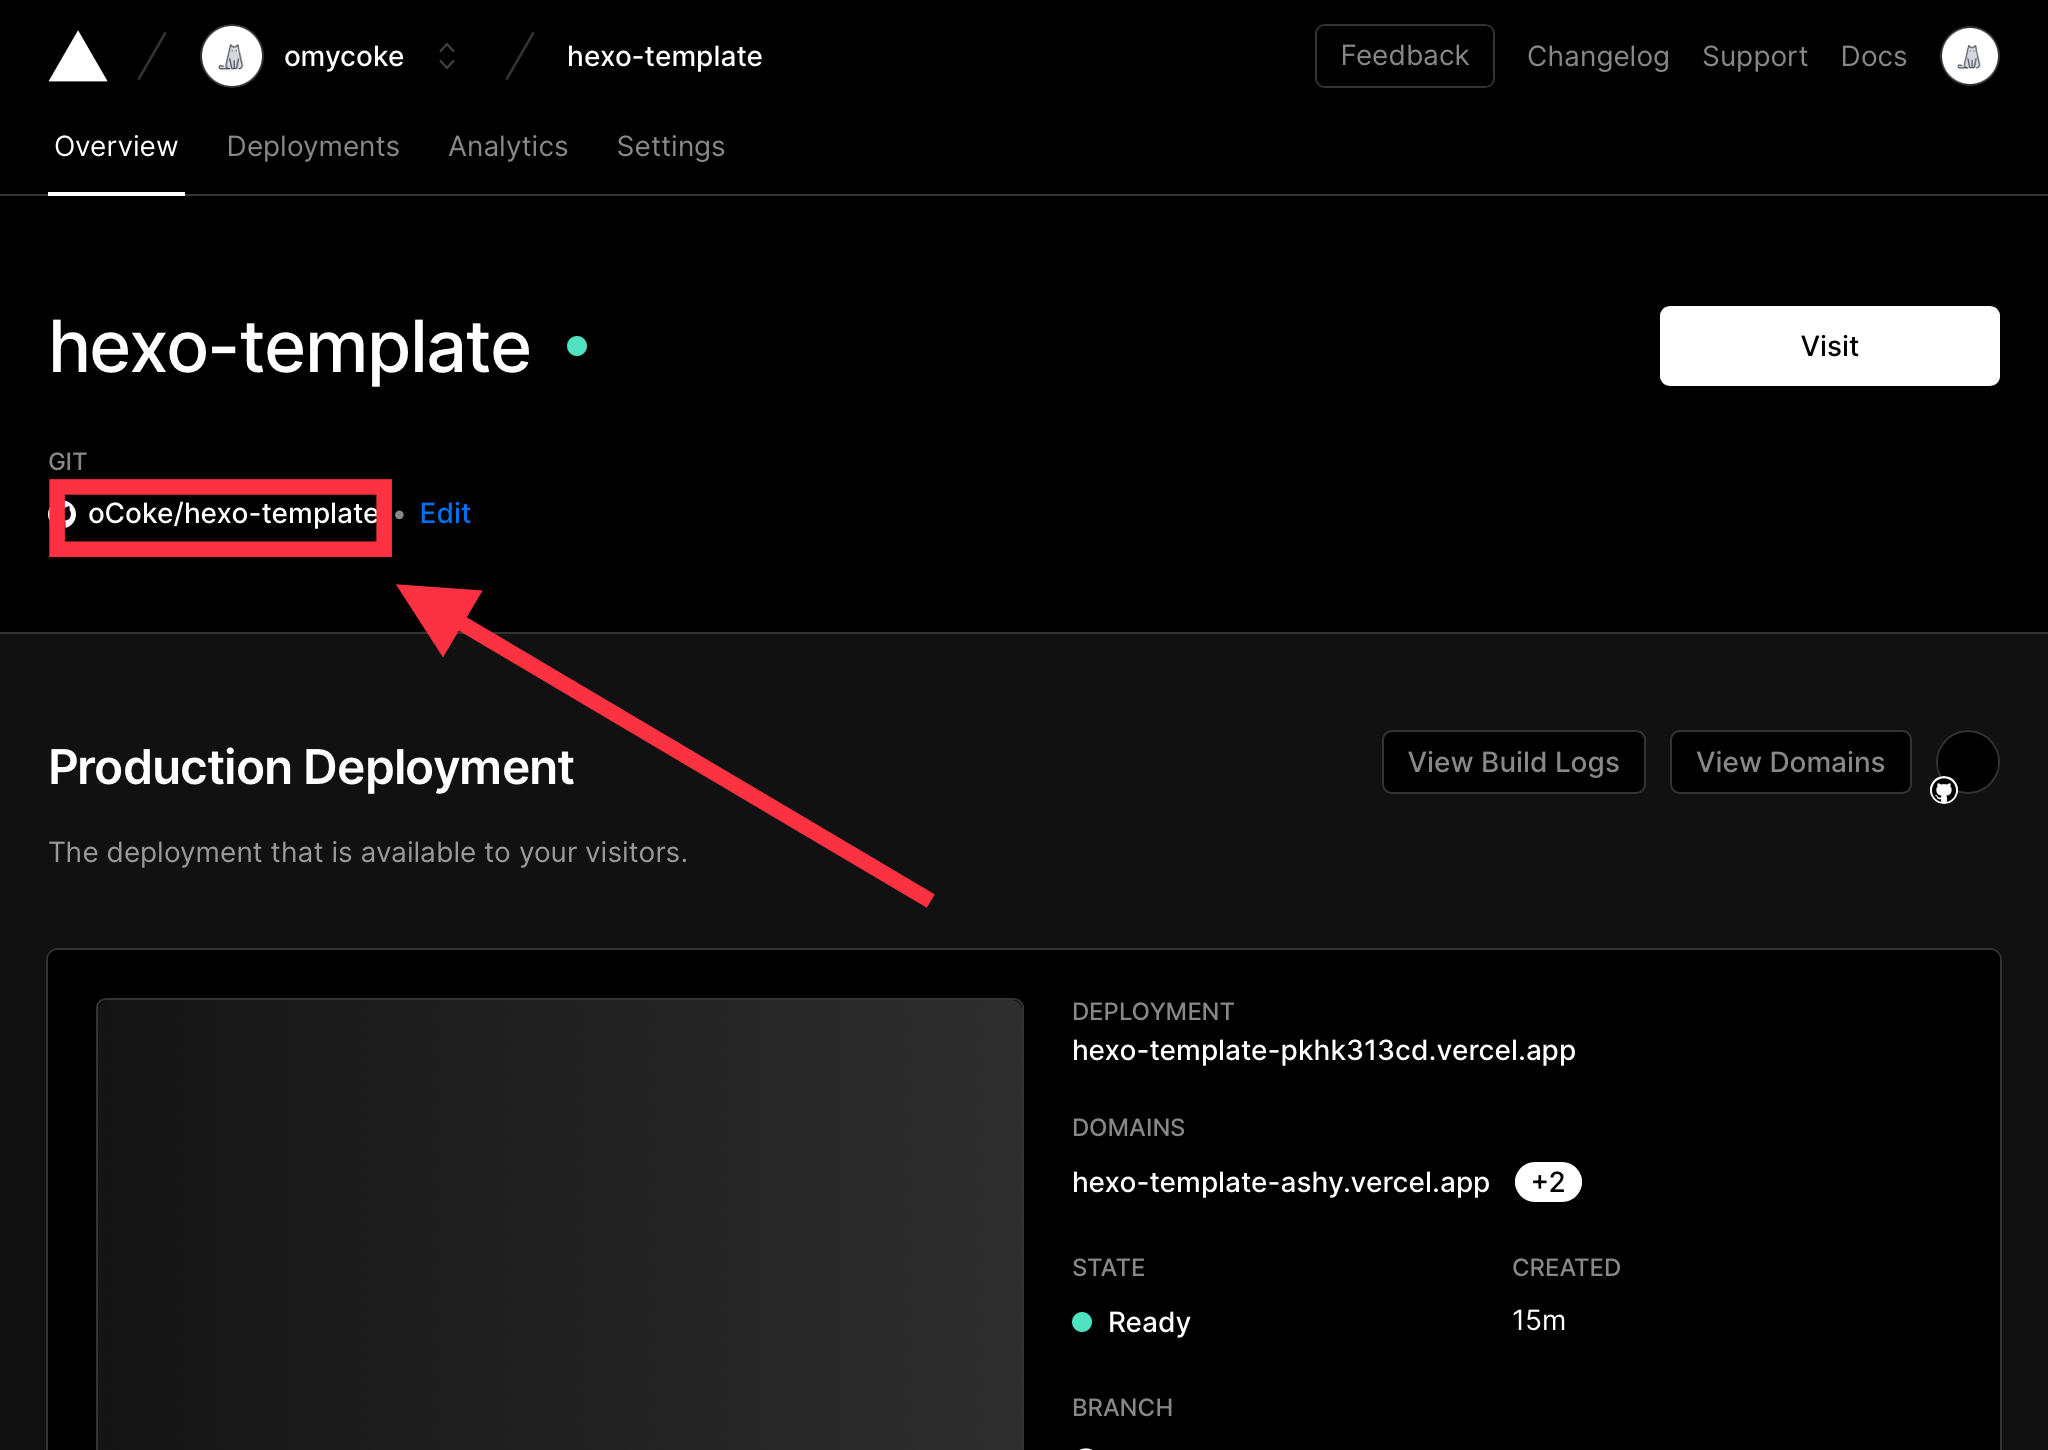 omycoke
hexo-template
Feedback
Changelog
Support
Docs
Overview
Deployments
Analytics
Settings
hexo-template
Visit
GIT
oCoke/hexo-template • Edit
Production Deployment
View Build Logs
View Domains
The deployment that is available to your visitors.
DEPLOYMENT
hexo-template-pkhk313cd.vercel.app
DOMAINS
hexo-template-ashy.vercel.app +2
STATE
Ready
CREATED
15m
BRANCH